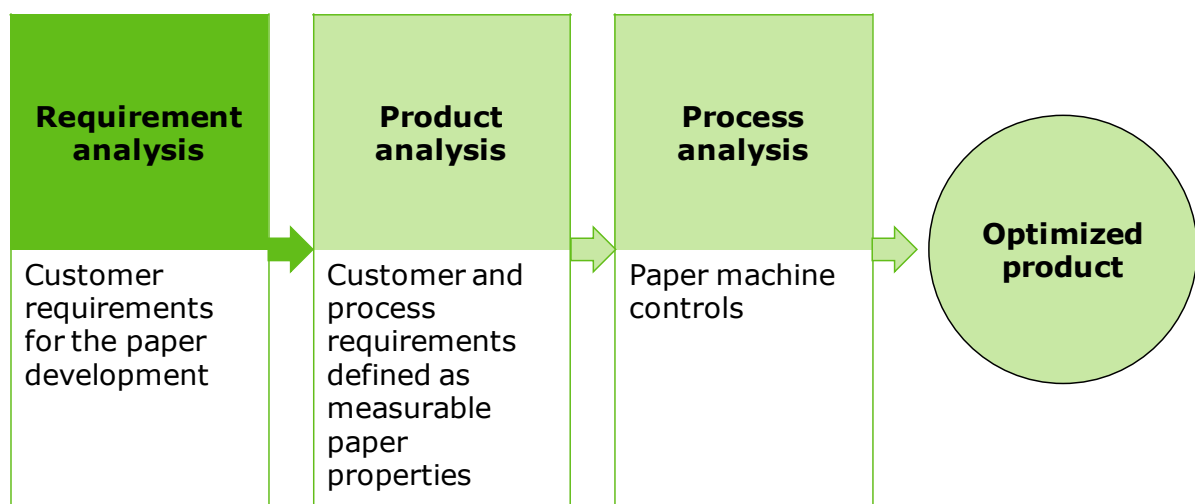 Requirement
analysis
Customer
requirements
for the paper
development
Product
analysis
Customer and
process
requirements
defined as
measurable
paper
properties
Process
analysis
Paper machine
controls
Optimized
product